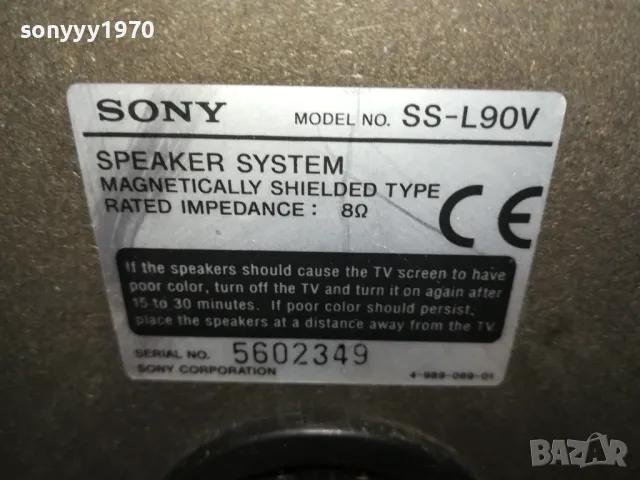 sonyyy1970
SONY MODEL NO. SS-L90V
SPEAKER SYSTEM
MAGNETICALLY SHIELDED TYPE
RATED IMPEDANCE : 8Ω
CE
If the speakers should cause the TV screen to have
poor color, turn off the TV and turn it on again after
15 to 30 minutes. If poor color should persist,
place the speakers at a distance away from the TV.
SERIAL NO. 5602349
SONY CORPORATION 4-989-069-01
BAZAR